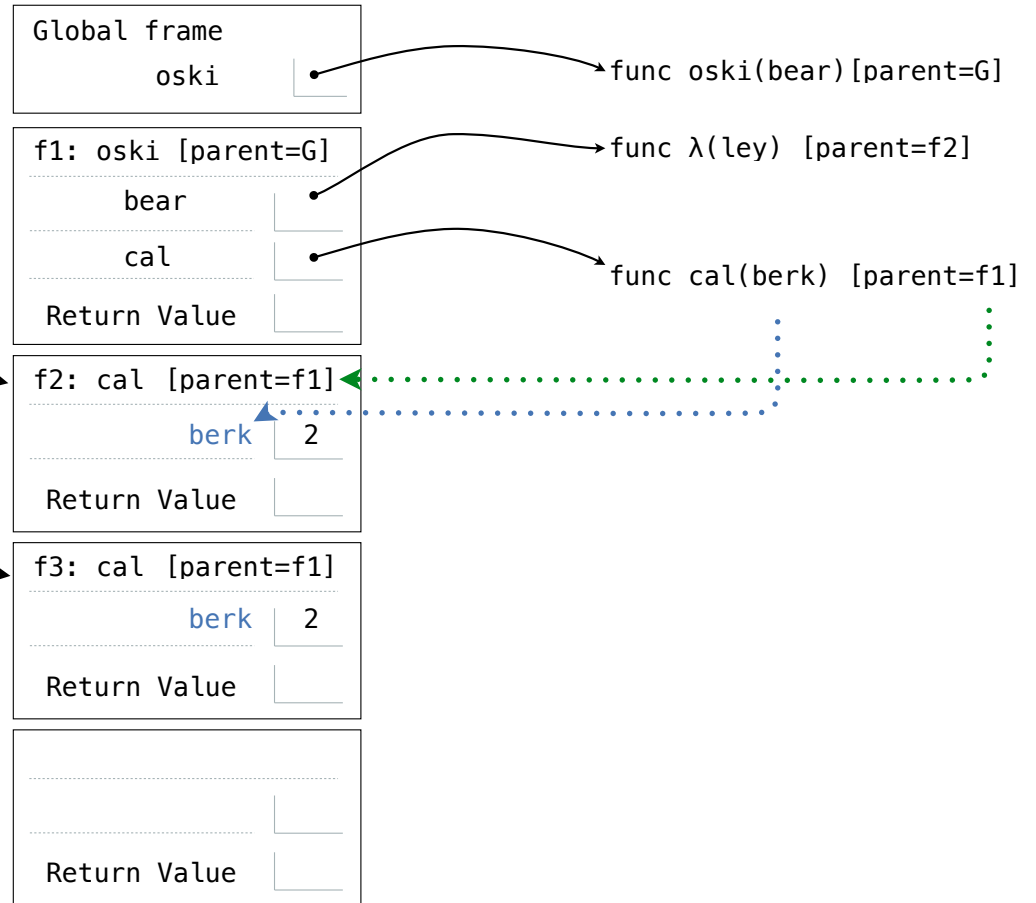 Global frame
oski
func oski(bear)[parent=G]
f1: oski [parent=G]
func λ(ley) [parent=f2]
bear
cal
func cal(berk) [parent=f1]
Return Value
f2: cal [parent=f1]
berk 2
Return Value
f3: cal [parent=f1]
berk 2
Return Value
Return Value